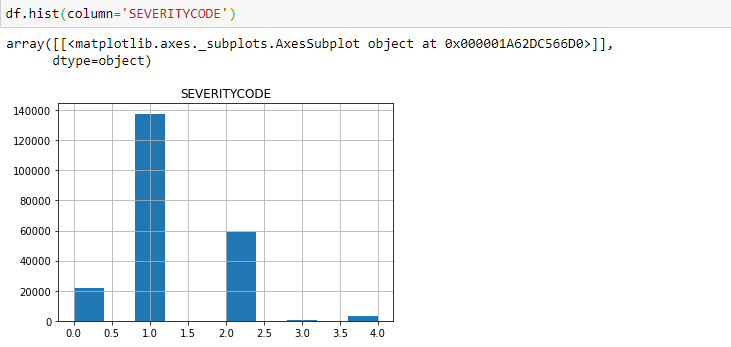 df.hist(column='SEVERITYCODE')
array([[<matplotlib.axes._subplots.AxesSubplot object at 0x000001A62DC566D0>]],
dtype=object)
SEVERITYCODE
140000
120000
100000
80000
60000
40000
20000
0
0.0 0.5 1.0 1.5 2.0 2.5 3.0 3.5 4.0